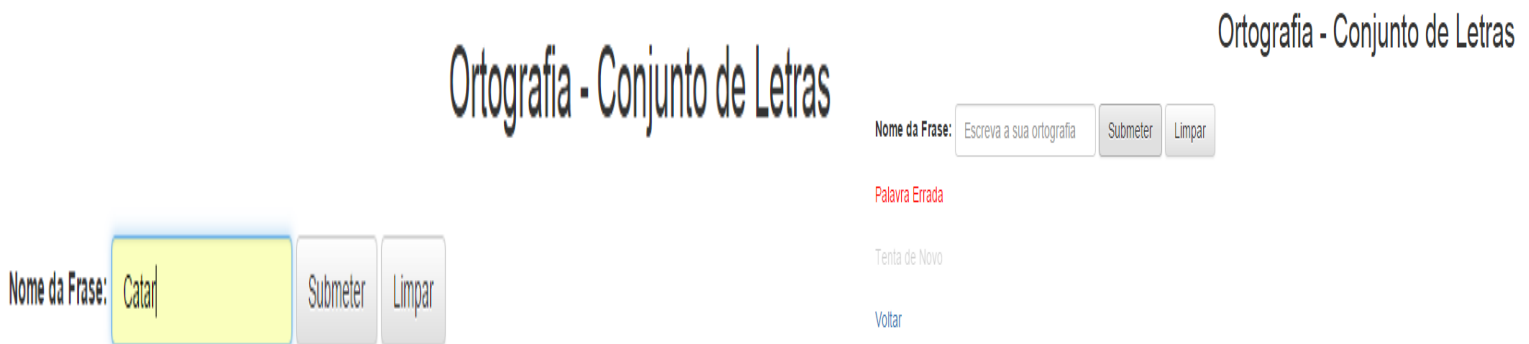 Ortografia - Conjunto de Letras
Nome da Frase: Catar Submeter Limpar
Ortografia - Conjunto de Letras
Nome da Frase: Escreva a sua ortografia Submeter Limpar
Palavra Errada
Tenta de Novo
Voltar